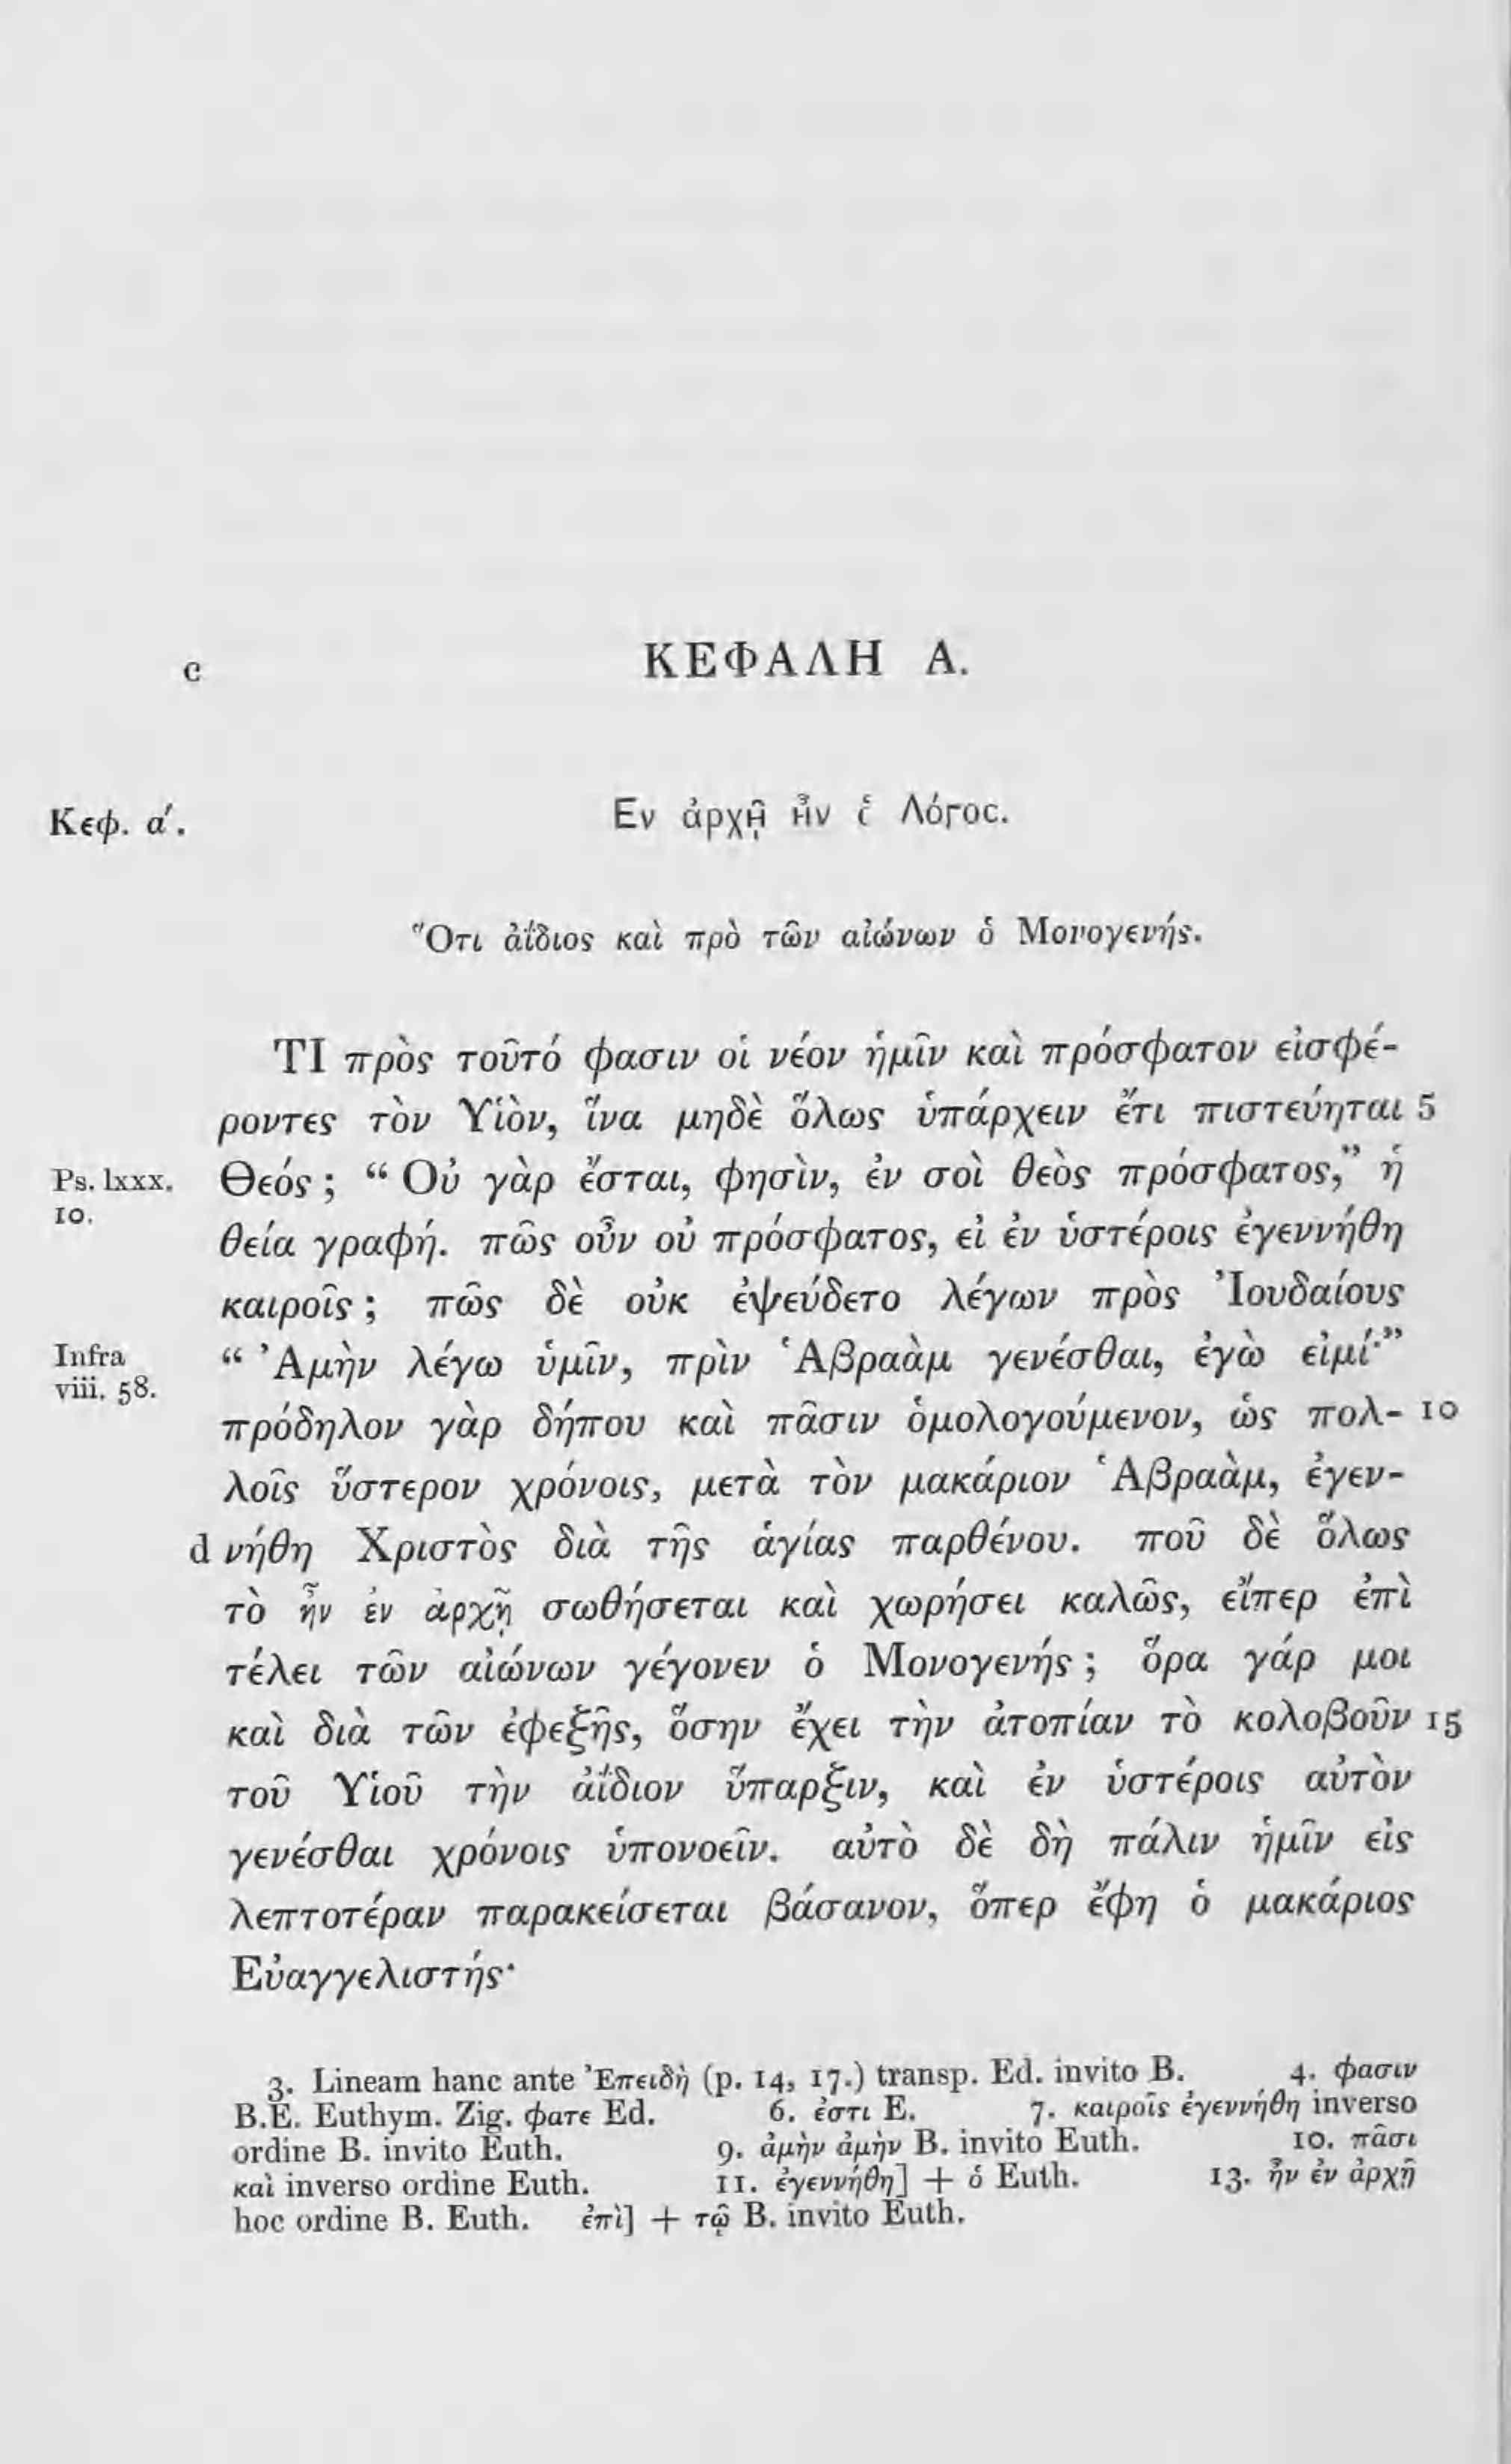 c ΚΕΦΑΛΗ Α.
Κεφ. α΄. Εν ἀρχῇ ἦν ὁ Λόγος.
Ὅτι ἀΐδιος καὶ πρὸ τῶν αἰώνων ὁ Μονογενής.
ΤΙ πρὸς τοῦτό φασιν οἱ νέον ἡμῖν καὶ πρόσφατον εἰσφέ-
ροντες τὸν Υἱὸν, ἵνα μηδὲ ὅλως ὑπάρχειν ἔτι πιστεύηται 5
Ps. lxxx. Θεός; “ Οὐ γὰρ ἔσται, φησὶν, ἐν σοὶ θεὸς πρόσφατος,” ἡ
10.
θεία γραφή. πῶς οὖν οὐ πρόσφατος, εἰ ἐν ὑστέροις ἐγεννήθη
καιροῖς; πῶς δὲ οὐκ ἐψεύδετο λέγων πρὸς Ἰουδαίους
Infra “ Ἀμὴν λέγω ὑμῖν, πρὶν Ἁβραὰμ γενέσθαι, ἐγὼ εἰμί·”
viii. 58.
πρόδηλον γὰρ δήπου καὶ πᾶσιν ὁμολογούμενον, ὡς πολ- 10
λοῖς ὕστερον χρόνοις, μετὰ τὸν μακάριον Ἁβραὰμ, ἐγεν-
d νήθη Χριστὸς διὰ τῆς ἁγίας παρθένου. ποῦ δὲ ὅλως
τὸ ἦν ἐν ἀρχῇ σωθήσεται καὶ χωρήσει καλῶς, εἴπερ ἐπὶ
τέλει τῶν αἰώνων γέγονεν ὁ Μονογενής; ὅρα γάρ μοι
καὶ διὰ τῶν ἐφεξῆς, ὅσην ἔχει τὴν ἀτοπίαν τὸ κολοβοῦν 15
τοῦ Υἱοῦ τὴν ἀΐδιον ὕπαρξιν, καὶ ἐν ὑστέροις αὐτὸν
γενέσθαι χρόνοις ὑπονοεῖν. αὐτὸ δὲ δὴ πάλιν ἡμῖν εἰς
λεπτοτέραν παρακείσεται βάσανον, ὅπερ ἔφη ὁ μακάριος
Εὐαγγελιστής·
3. Lineam hanc ante Ἐπειδὴ (p. 14, 17.) transp. Ed. invito B. 4. φασιν
B.E. Euthym. Zig. φατε Ed. 6. ἐστι E. 7. καιροῖς ἐγεννήθη inverso
ordine B. invito Euth. 9. ἀμὴν ἀμὴν B. invito Euth. 10. πᾶσι
καὶ inverso ordine Euth. 11. ἐγεννήθη] + ὁ Euth. 13. ἦν ἐν ἀρχῇ
hoc ordine B. Euth. ἐπὶ] + τῷ B. invito Euth.